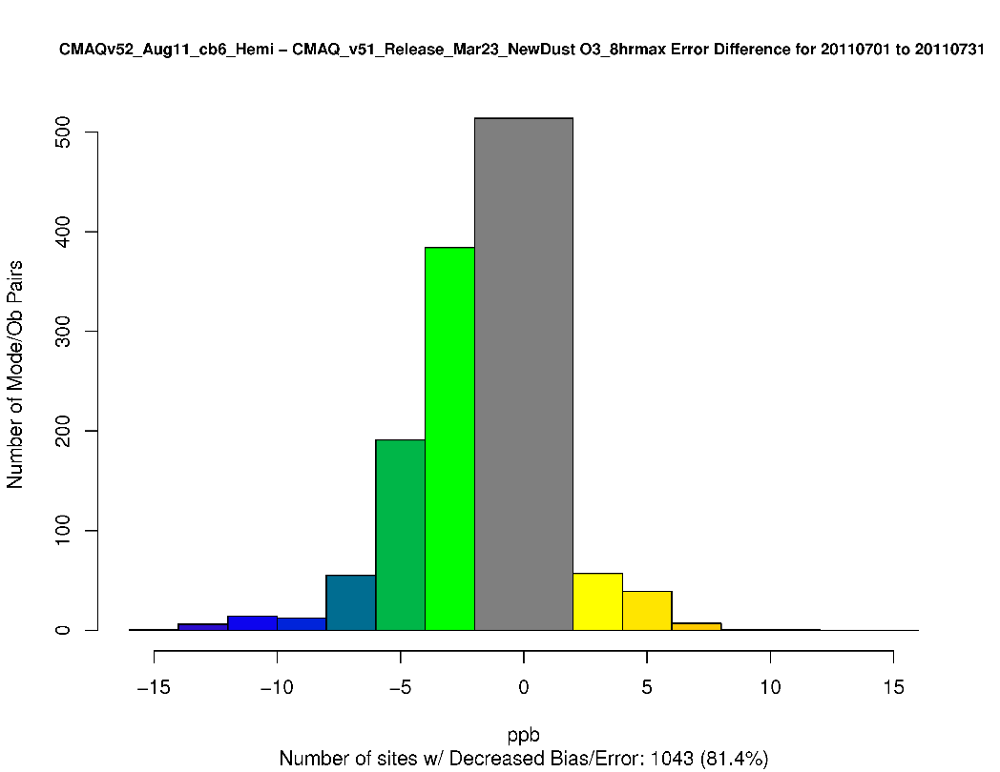 CMAQv52_Aug11_cb6_Hemi − CMAQ_v51_Release_Mar23_NewDust O3_8hrmax Error Difference for 20110701 to 20110731
Number of Mode/Ob Pairs
500
400
300
200
100
0
−15 −10 −5 0 5 10 15
ppb
Number of sites w/ Decreased Bias/Error: 1043 (81.4%)